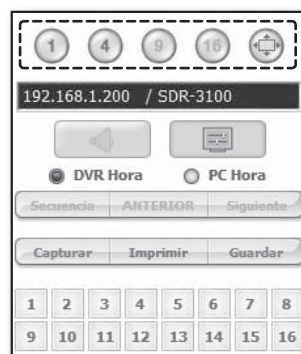 1 4 9 16
192.168.1.200 / SDR-3100
DVR Hora PC Hora
Secuencia ANTERIOR Siguiente
Capturar Imprimir Guardar
1 2 3 4 5 6 7 8
9 10 11 12 13 14 15 16